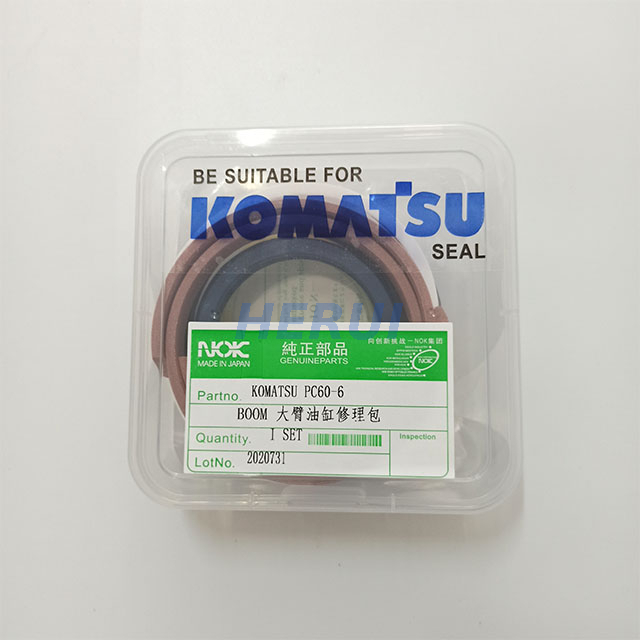 BE SUITABLE FOR
KOMATSU
SEAL
HERUI
NOK
MADE IN JAPAN
純正部品
GENUINEPARTS
向创新挑战—NOK集团
NOK
Partno. KOMATSU PC60-6
BOOM 大臂油缸修理包
Quantity. 1 SET
Inspection
LotNo. 2020731